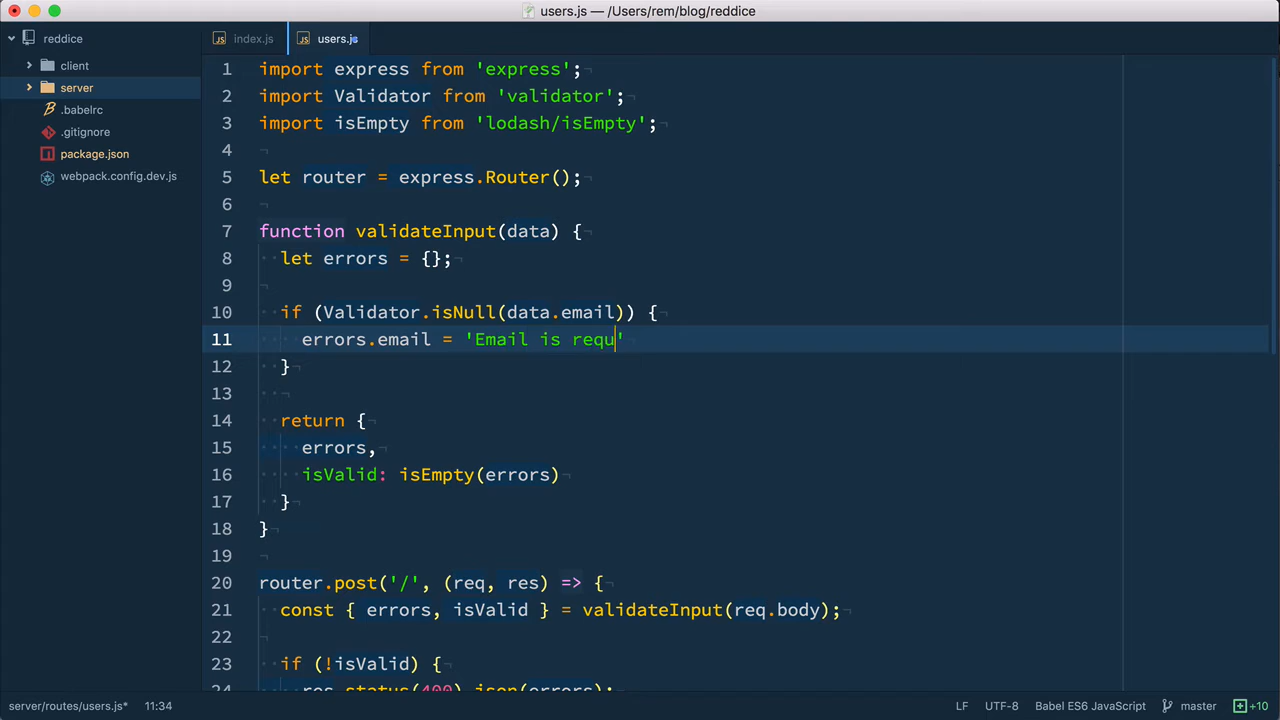 users.js — /Users/rem/blog/reddice
reddice
client
server
.babelrc
.gitignore
package.json
webpack.config.dev.js
index.js
users.js
1 import express from 'express';
2 import Validator from 'validator';
3 import isEmpty from 'lodash/isEmpty';
4
5 let router = express.Router();
6
7 function validateInput(data) {
8 let errors = {};
9
10 if (Validator.isNull(data.email)) {
11 errors.email = 'Email is requ'
12 }
13
14 return {
15 errors,
16 isValid: isEmpty(errors)
17 }
18 }
19
20 router.post('/', (req, res) => {
21 const { errors, isValid } = validateInput(req.body);
22
23 if (!isValid) {
24 res.status(400).json(errors);
server/routes/users.js* 11:34 LF UTF-8 Babel ES6 JavaScript master +10